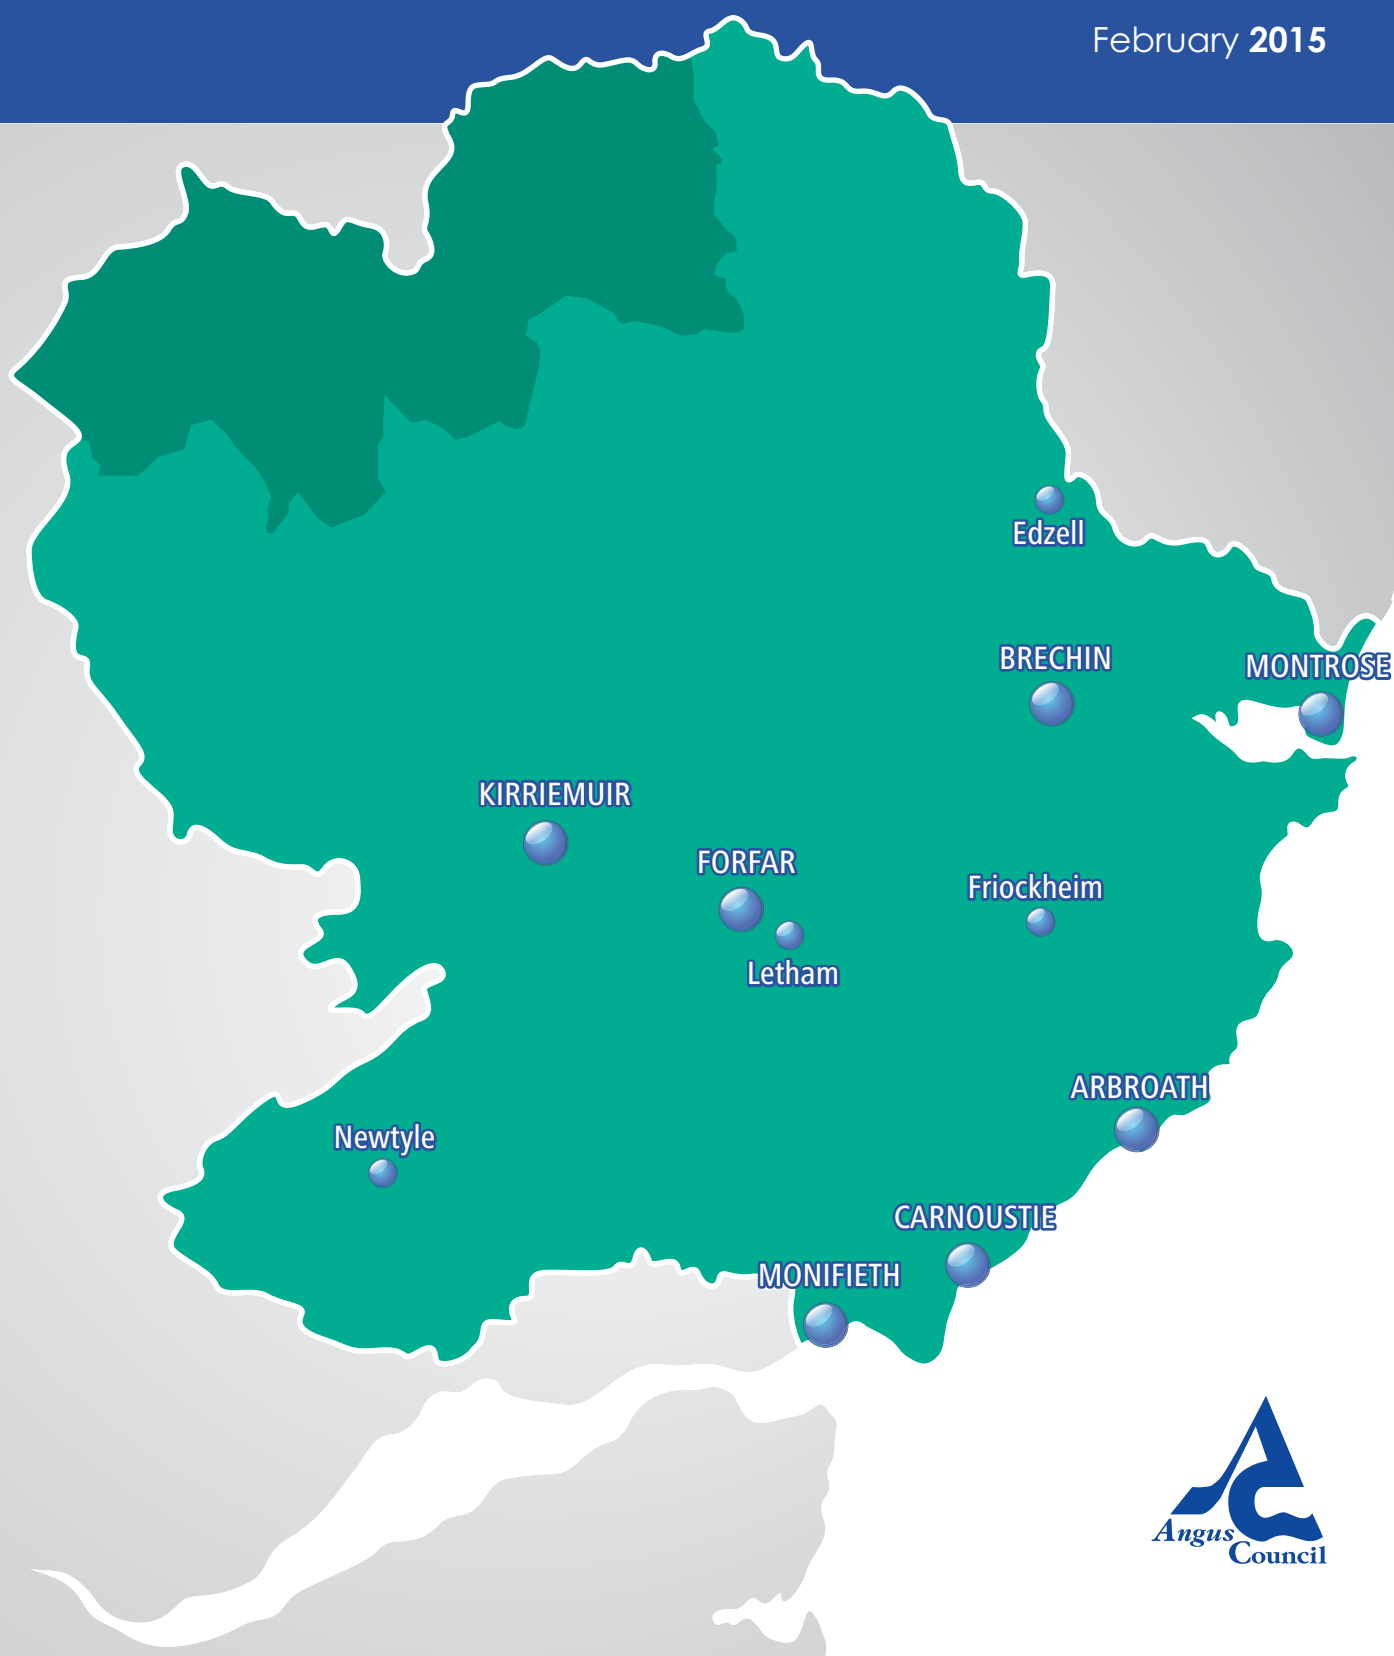 February 2015
Edzell
BRECHIN
MONTROSE
KIRRIEMUIR
FORFAR
Friockheim
Letham
ARBROATH
Newtyle
CARNOUSTIE
MONIFIETH
Angus
Council